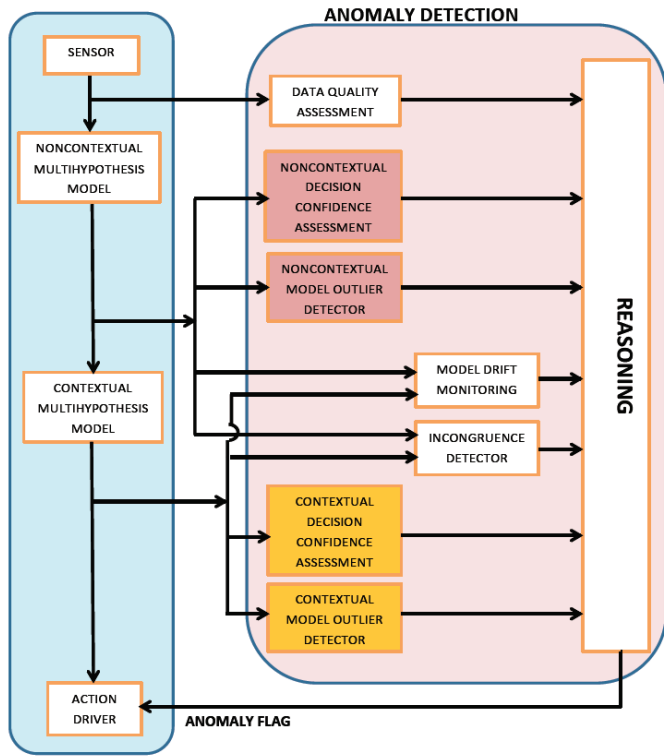 ANOMALY DETECTION
SENSOR
DATA QUALITY
ASSESSMENT
NONCONTEXTUAL
MULTIHYPOTHESIS
MODEL
NONCONTEXTUAL
DECISION
CONFIDENCE
ASSESSMENT
NONCONTEXTUAL
MODEL OUTLIER
DETECTOR
REASONING
CONTEXTUAL
MULTIHYPOTHESIS
MODEL
MODEL DRIFT
MONITORING
INCONGRUENCE
DETECTOR
CONTEXTUAL
DECISION
CONFIDENCE
ASSESSMENT
CONTEXTUAL
MODEL OUTLIER
DETECTOR
ACTION
DRIVER
ANOMALY FLAG